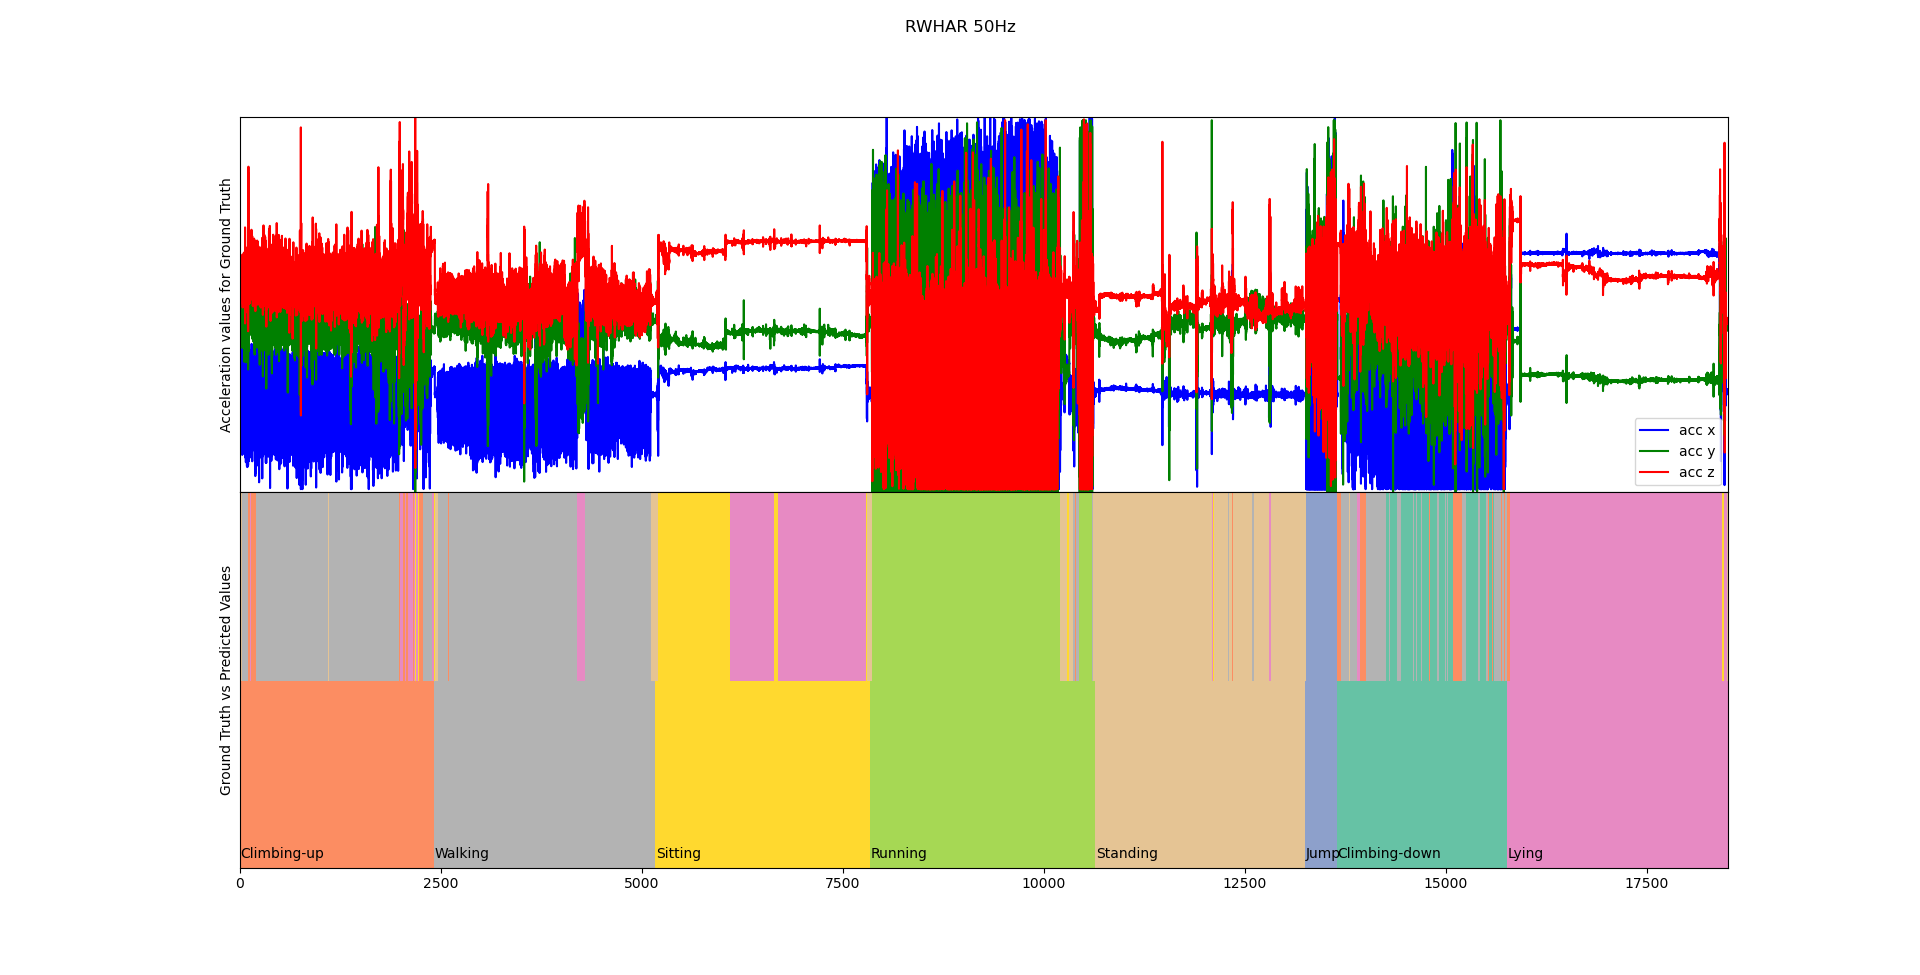 RWHAR 50Hz
Acceleration values for Ground Truth
acc x
acc y
acc z
Ground Truth vs Predicted Values
Climbing-up
Walking
Sitting
Running
Standing
Jump
Climbing-down
Lying
0
2500
5000
7500
10000
12500
15000
17500